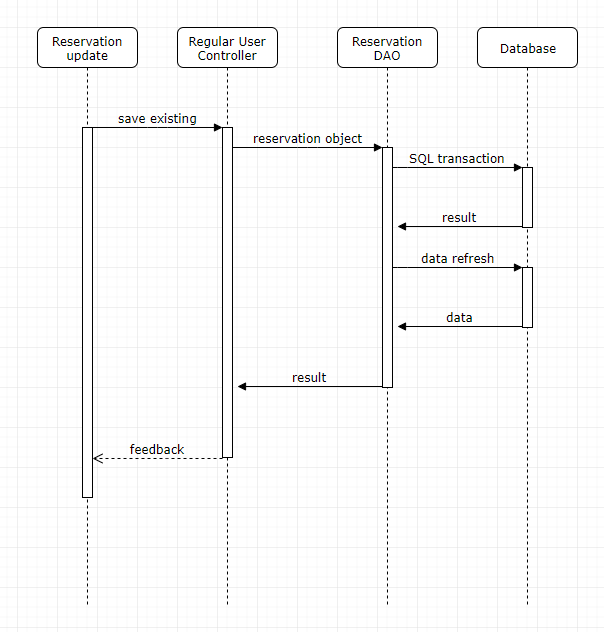 Reservation
update
Regular User
Controller
Reservation
DAO
Database
save existing
reservation object
SQL transaction
result
data refresh
data
result
feedback